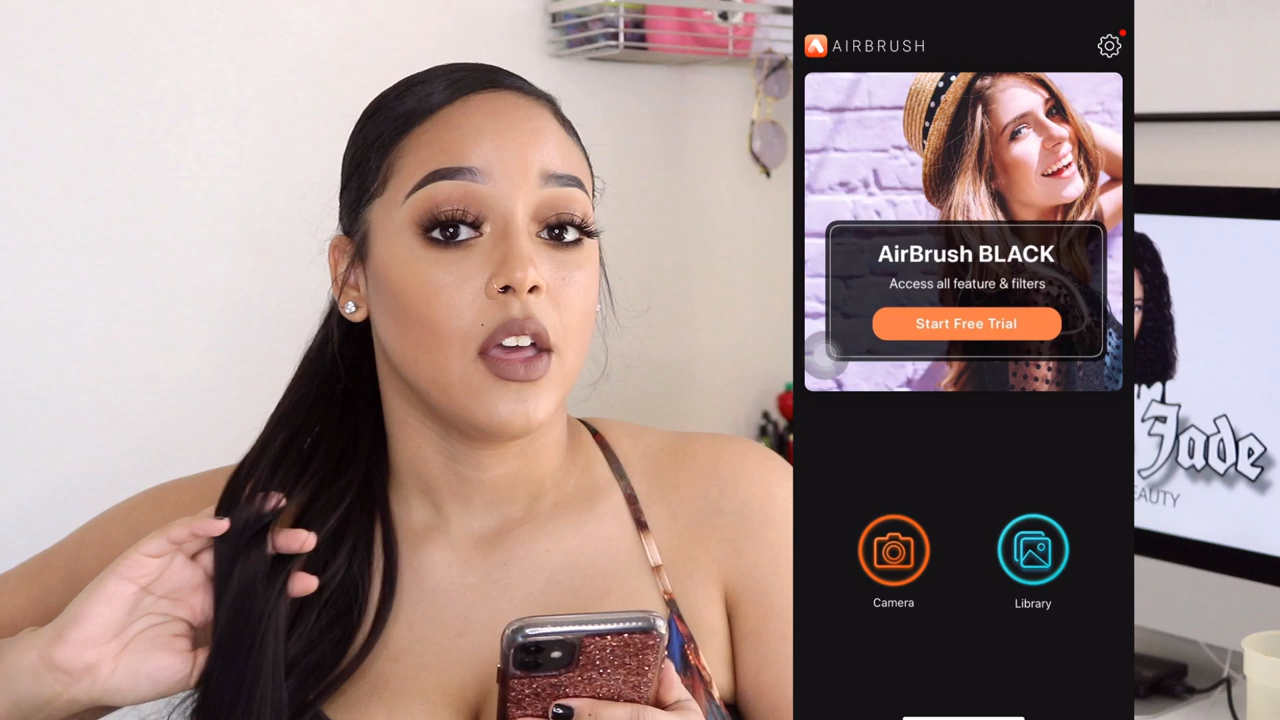 AIRBRUSH
AirBrush BLACK
Access all feature & filters
Start Free Trial
Camera
Library
Jade
EAUTY